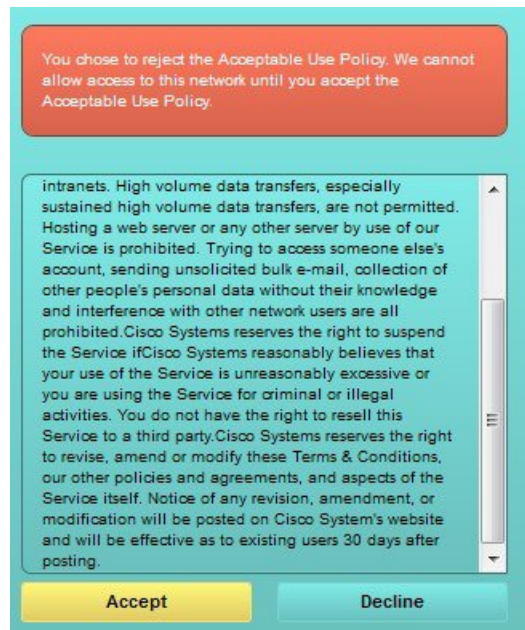 You chose to reject the Acceptable Use Policy. We cannot
allow access to this network until you accept the
Acceptable Use Policy.
intranets. High volume data transfers, especially
sustained high volume data transfers, are not permitted.
Hosting a web server or any other server by use of our
Service is prohibited. Trying to access someone else's
account, sending unsolicited bulk e-mail, collection of
other people's personal data without their knowledge
and interference with other network users are all
prohibited.Cisco Systems reserves the right to suspend
the Service ifCisco Systems reasonably believes that
your use of the Service is unreasonably excessive or
you are using the Service for criminal or illegal
activities. You do not have the right to resell this
Service to a third party.Cisco Systems reserves the right
to revise, amend or modify these Terms & Conditions,
our other policies and agreements, and aspects of the
Service itself. Notice of any revision, amendment, or
modification will be posted on Cisco System's website
and will be effective as to existing users 30 days after
posting.
Accept
Decline